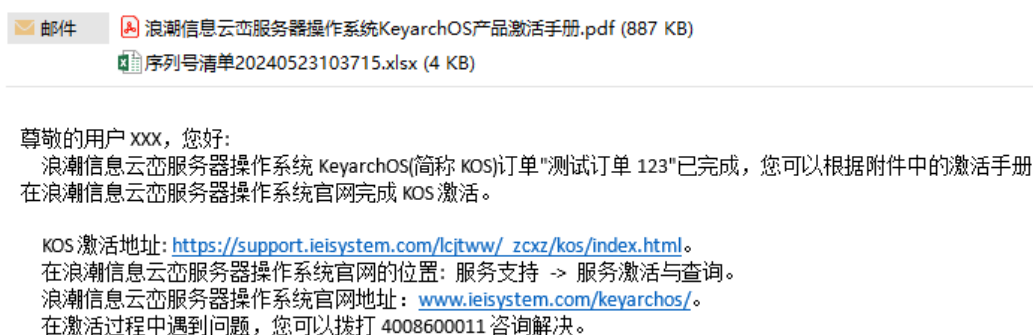 邮件 浪潮信息云峦服务器操作系统KeyarchOS产品激活手册.pdf (887 KB)
序列号清单20240523103715.xlsx (4 KB)
尊敬的用户 XXX，您好:
浪潮信息云峦服务器操作系统 KeyarchOS(简称 KOS)订单"测试订单 123"已完成，您可以根据附件中的激活手册
在浪潮信息云峦服务器操作系统官网完成 KOS 激活。
KOS 激活地址: https://support.ieisystem.com/lcjtww/_zcxz/kos/index.html。
在浪潮信息云峦服务器操作系统官网的位置: 服务支持 -> 服务激活与查询。
浪潮信息云峦服务器操作系统官网地址：www.ieisystem.com/keyarchos/。
在激活过程中遇到问题，您可以拨打 4008600011 咨询解决。